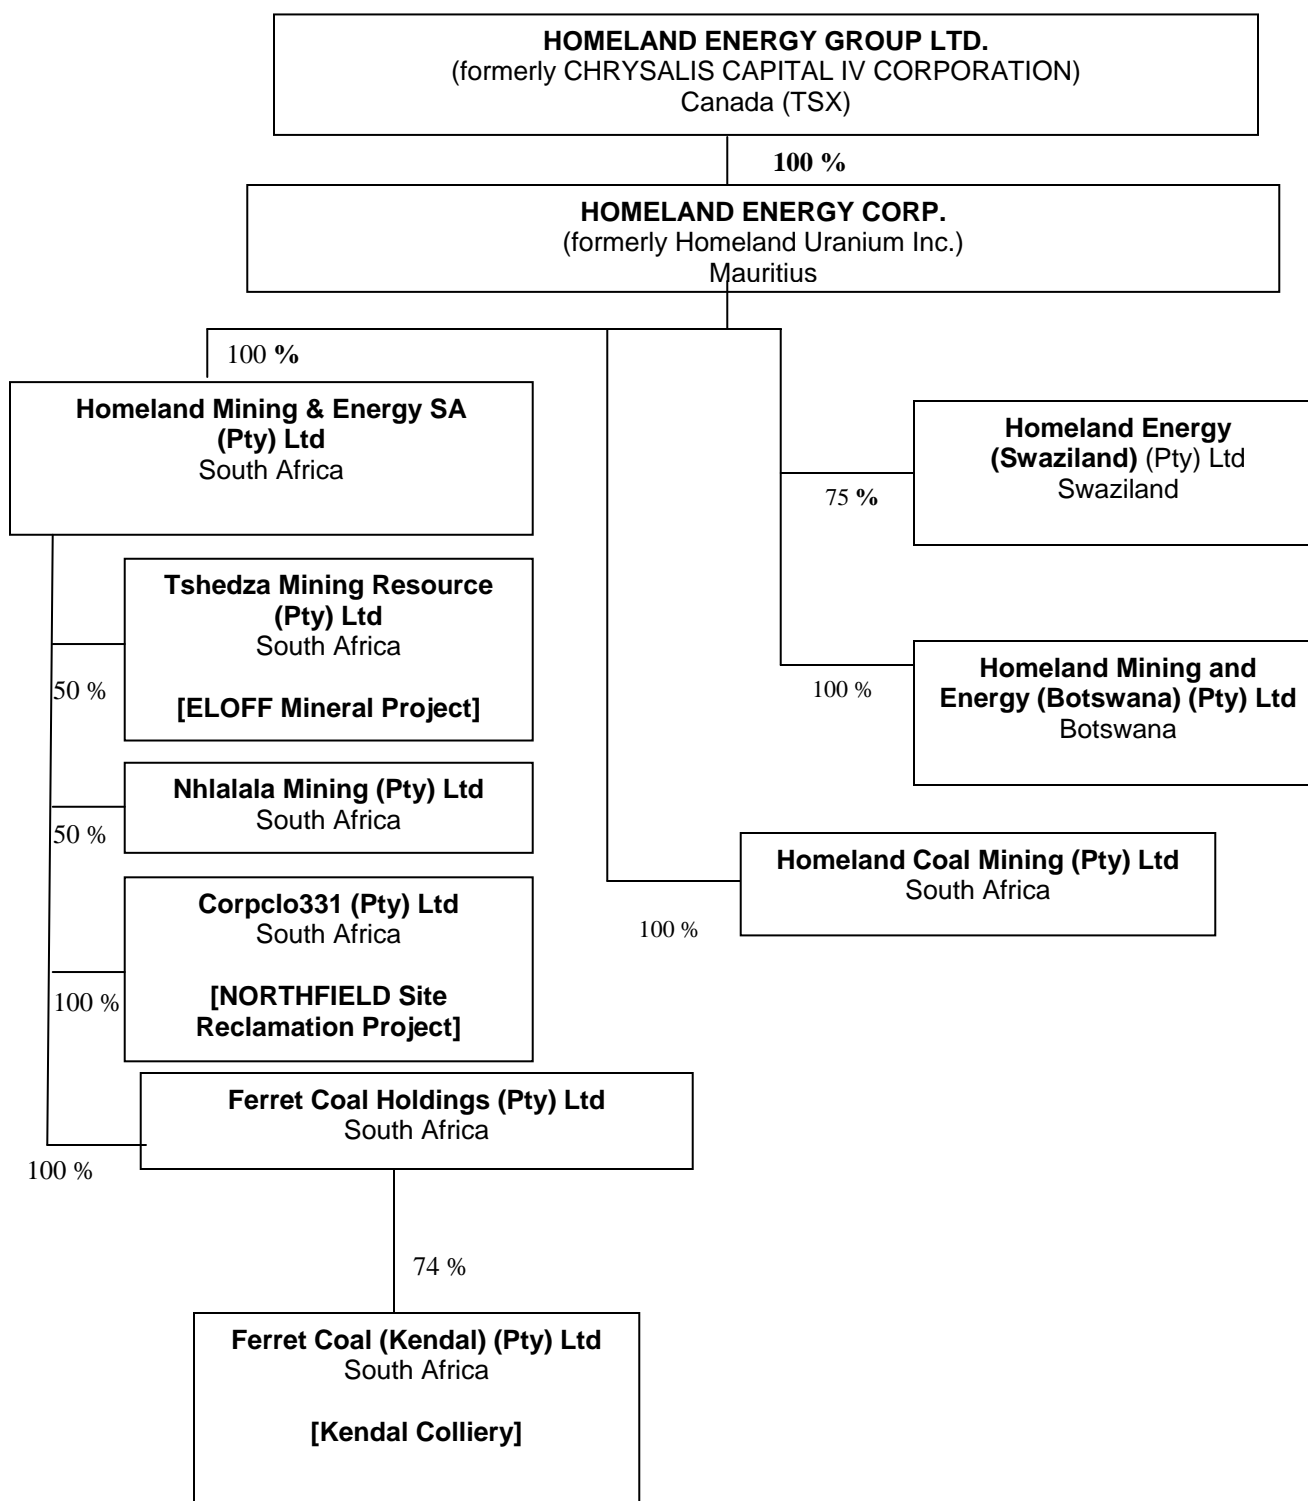 HOMELAND ENERGY GROUP LTD.
(formerly CHRYSALIS CAPITAL IV CORPORATION)
Canada (TSX)
100 %
HOMELAND ENERGY CORP.
(formerly Homeland Uranium Inc.)
Mauritius
100 %
Homeland Mining & Energy SA
(Pty) Ltd
South Africa
Homeland Energy
(Swaziland) (Pty) Ltd
Swaziland
75 %
Tshedza Mining Resource
(Pty) Ltd
South Africa
[ELOFF Mineral Project]
50 %
Homeland Mining and
Energy (Botswana) (Pty) Ltd
Botswana
100 %
Nhlalala Mining (Pty) Ltd
South Africa
50 %
Homeland Coal Mining (Pty) Ltd
South Africa
100 %
Corpclo331 (Pty) Ltd
South Africa
[NORTHFIELD Site
Reclamation Project]
100 %
Ferret Coal Holdings (Pty) Ltd
South Africa
100 %
74 %
Ferret Coal (Kendal) (Pty) Ltd
South Africa
[Kendal Colliery]